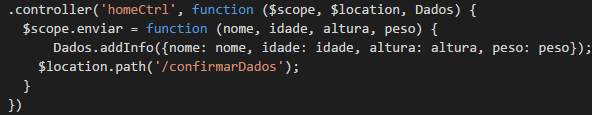 .controller('homeCtrl', function ($scope, $location, Dados) {
  $scope.enviar = function (nome, idade, altura, peso) {
      Dados.addInfo({nome: nome, idade: idade, altura: altura, peso: peso});
    $location.path('/confirmarDados');
  }
})